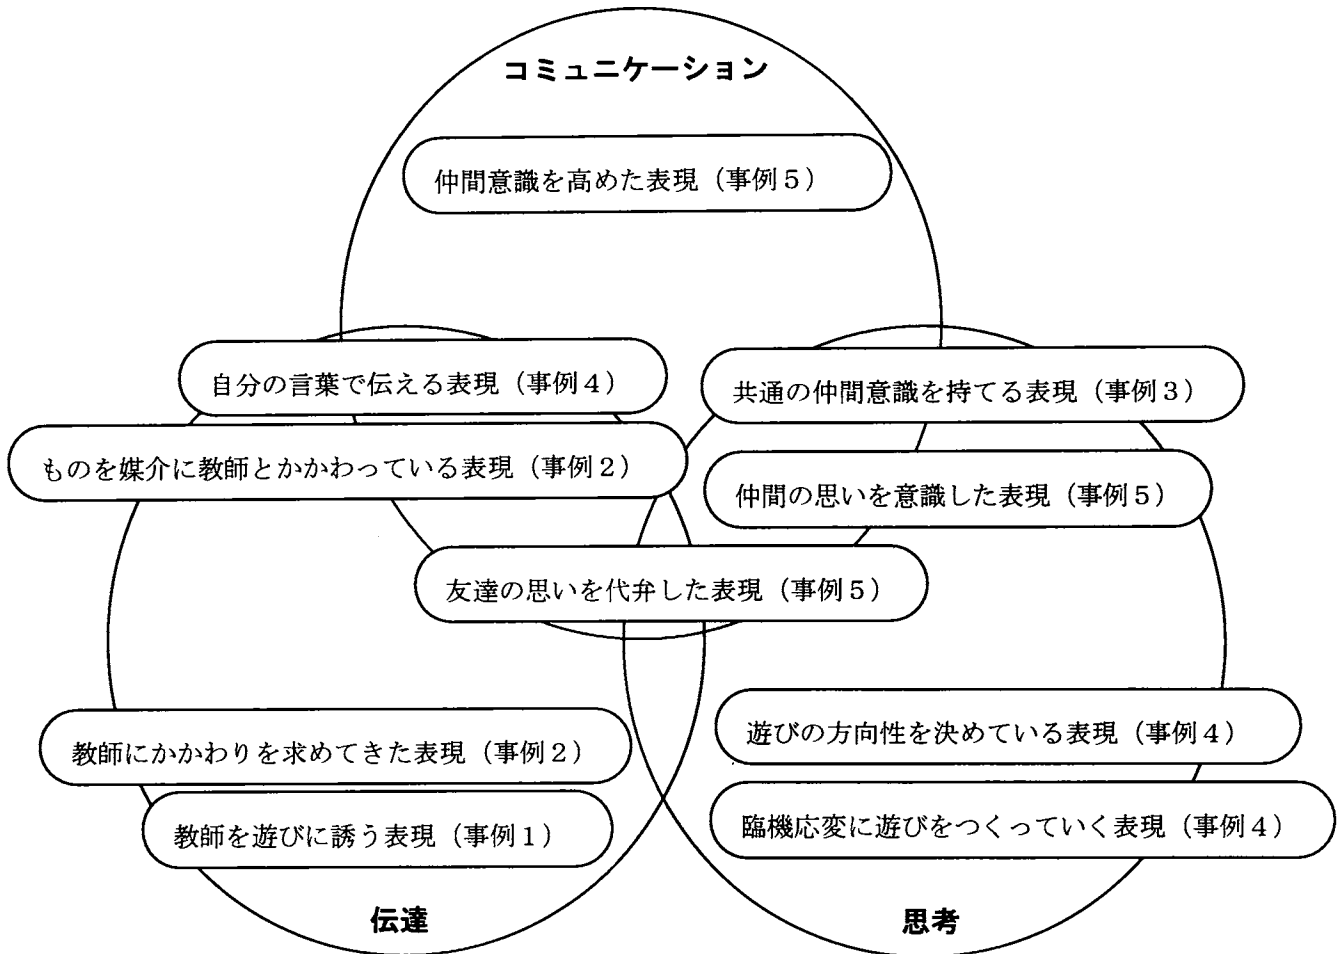 コミュニケーション
仲間意識を高めた表現（事例５）
自分の言葉で伝える表現（事例４）
共通の仲間意識を持てる表現（事例３）
ものを媒介に教師とかかわっている表現（事例２）
仲間の思いを意識した表現（事例５）
友達の思いを代弁した表現（事例５）
教師にかかわりを求めてきた表現（事例２）
遊びの方向性を決めている表現（事例４）
教師を遊びに誘う表現（事例１）
臨機応変に遊びをつくっていく表現（事例４）
伝達
思考